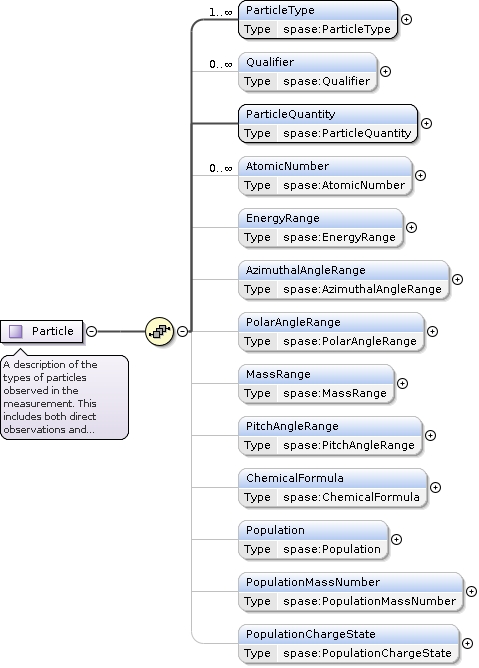 1..∞
ParticleType
Type spase:ParticleType
0..∞
Qualifier
Type spase:Qualifier
ParticleQuantity
Type spase:ParticleQuantity
0..∞
AtomicNumber
Type spase:AtomicNumber
EnergyRange
Type spase:EnergyRange
AzimuthalAngleRange
Type spase:AzimuthalAngleRange
Particle
PolarAngleRange
Type spase:PolarAngleRange
A description of the
types of particles
observed in the
measurement. This
includes both direct
observations and...
MassRange
Type spase:MassRange
PitchAngleRange
Type spase:PitchAngleRange
ChemicalFormula
Type spase:ChemicalFormula
Population
Type spase:Population
PopulationMassNumber
Type spase:PopulationMassNumber
PopulationChargeState
Type spase:PopulationChargeState